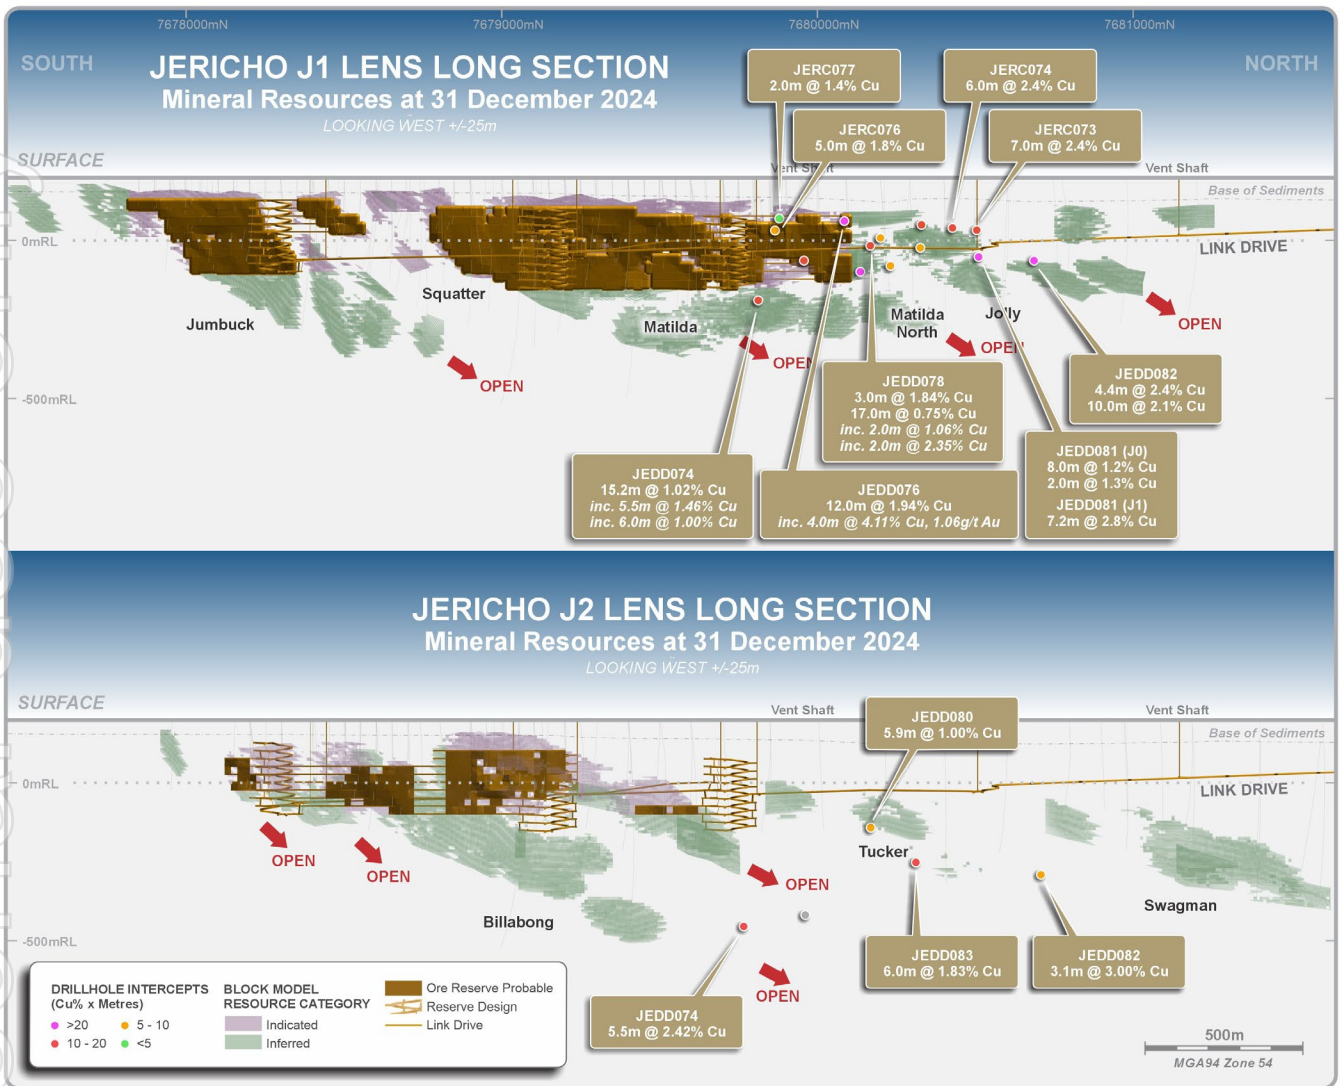 7678000mN
7679000mN
7680000mN
7681000mN
SOUTH
NORTH
JERICHO J1 LENS LONG SECTION
Mineral Resources at 31 December 2024
LOOKING WEST +/-25m
JERC077
2.0m @ 1.4% Cu
JERC074
6.0m @ 2.4% Cu
JERC076
5.0m @ 1.8% Cu
JERC073
7.0m @ 2.4% Cu
SURFACE
Vent Shaft
Vent Shaft
Base of Sediments
0mRL
LINK DRIVE
Squatter
Jumbuck
Matilda
Matilda
North
Jolly
OPEN
OPEN
OPEN
OPEN
-500mRL
JEDD078
3.0m @ 1.84% Cu
17.0m @ 0.75% Cu
inc. 2.0m @ 1.06% Cu
inc. 2.0m @ 2.35% Cu
JEDD082
4.4m @ 2.4% Cu
10.0m @ 2.1% Cu
JEDD074
15.2m @ 1.02% Cu
inc. 5.5m @ 1.46% Cu
inc. 6.0m @ 1.00% Cu
JEDD076
12.0m @ 1.94% Cu
inc. 4.0m @ 4.11% Cu, 1.06g/t Au
JEDD081 (J0)
8.0m @ 1.2% Cu
2.0m @ 1.3% Cu
JEDD081 (J1)
7.2m @ 2.8% Cu
JERICHO J2 LENS LONG SECTION
Mineral Resources at 31 December 2024
LOOKING WEST +/-25m
SURFACE
Vent Shaft
Vent Shaft
JEDD080
5.9m @ 1.00% Cu
Base of Sediments
0mRL
LINK DRIVE
OPEN
OPEN
OPEN
Tucker
Billabong
Swagman
-500mRL
OPEN
JEDD083
6.0m @ 1.83% Cu
JEDD082
3.1m @ 3.00% Cu
JEDD074
5.5m @ 2.42% Cu
DRILLHOLE INTERCEPTS
(Cu% x Metres)
>20
5 - 10
10 - 20
<5
BLOCK MODEL
RESOURCE CATEGORY
Indicated
Inferred
Ore Reserve Probable
Reserve Design
Link Drive
500m
MGA94 Zone 54